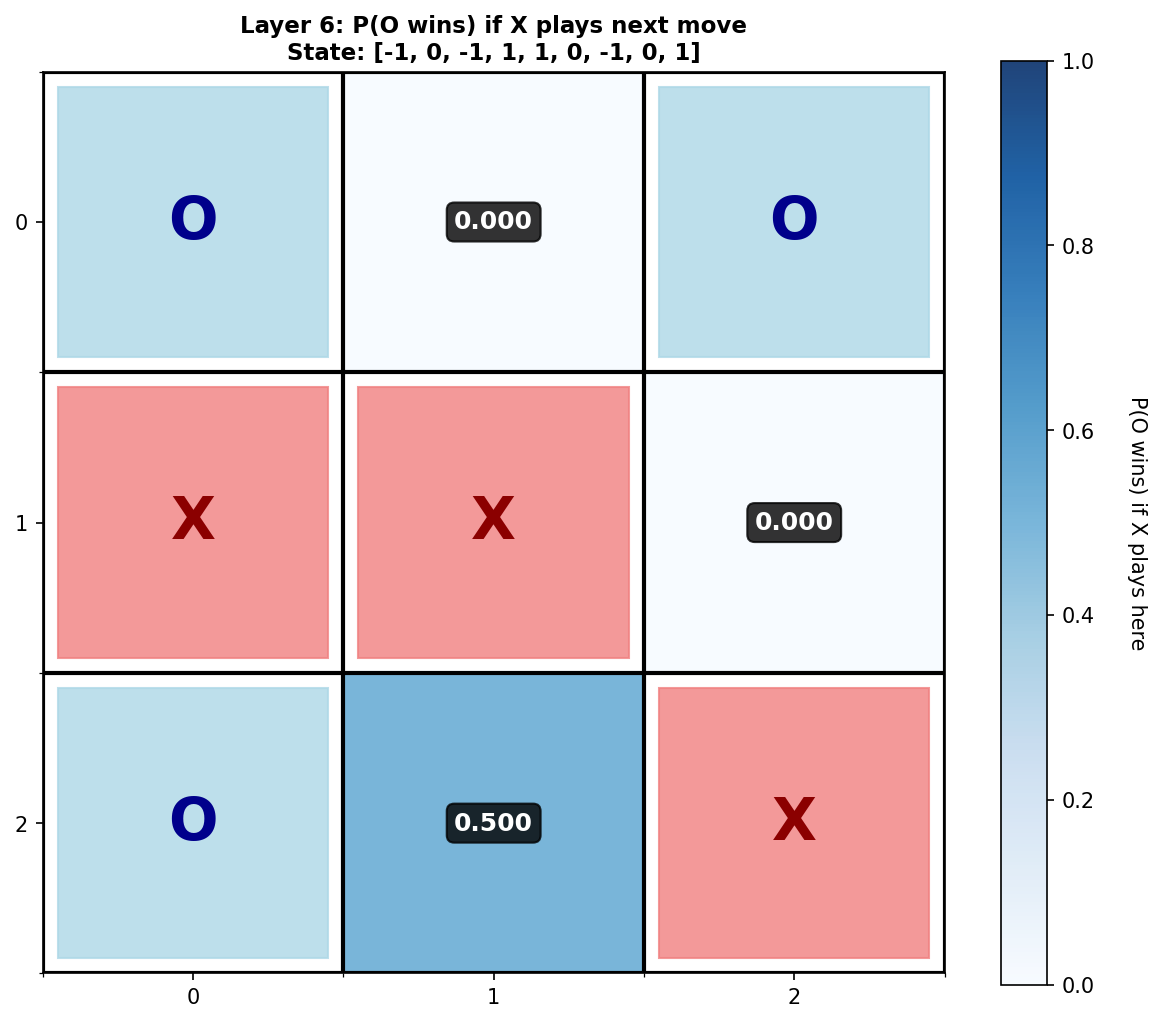 Layer 6: P(O wins) if X plays next move
State: [-1, 0, -1, 1, 1, 0, -1, 0, 1]
0
O
0.000
O
1
X
X
0.000
2
O
0.500
X
0
1
2
1.0
0.8
0.6
0.4
0.2
0.0
P(O wins) if X plays here